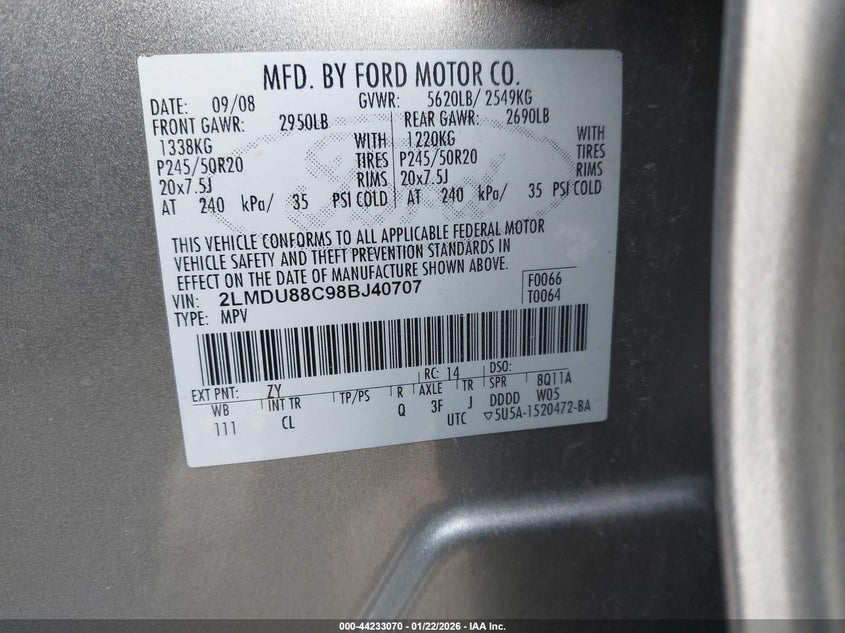 MFD. BY FORD MOTOR CO.
DATE: 09/08 GVWR: 5620LB/ 2549KG
FRONT GAWR: 2950LB REAR GAWR: 2690LB
1338KG WITH 1220KG WITH
P245/50R20 TIRES P245/50R20 TIRES
20x7.5J RIMS 20x7.5J RIMS
AT 240 kPa/ 35 PSI COLD AT 240 kPa/ 35 PSI COLD
THIS VEHICLE CONFORMS TO ALL APPLICABLE FEDERAL MOTOR
VEHICLE SAFETY AND THEFT PREVENTION STANDARDS IN
EFFECT ON THE DATE OF MANUFACTURE SHOWN ABOVE.
VIN: 2LMDU88C98BJ40707 F0066
TYPE: MPV T0064
EXT PNT: ZY RC: 14 DSO:
WB INT TR TP/PS R AXLE TR SPR 8Q11A
111 CL Q 3F J DDDD W05
UTC ▽5U5A-1520472-BA
000-44233070 — 01/22/2026 — IAA Inc.